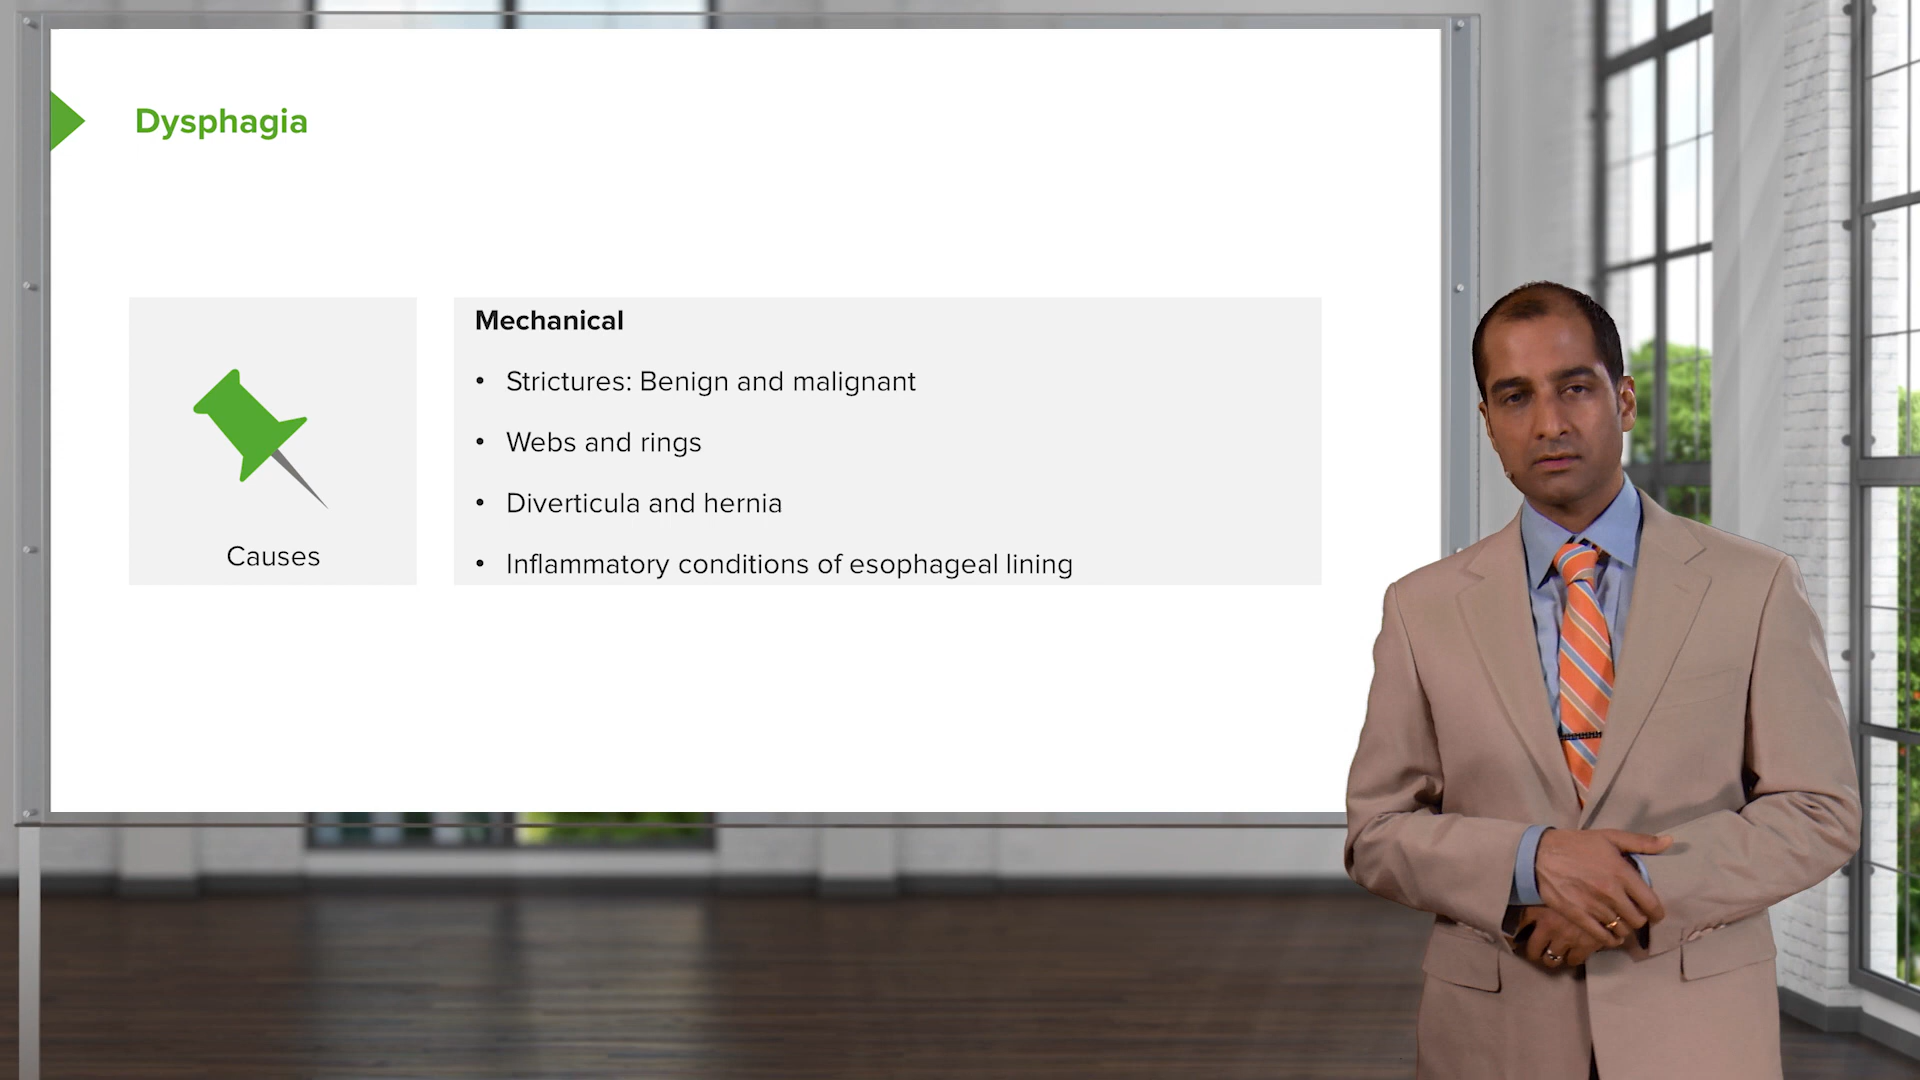 Dysphagia
Causes
Mechanical
• Strictures: Benign and malignant
• Webs and rings
• Diverticula and hernia
• Inflammatory conditions of esophageal lining